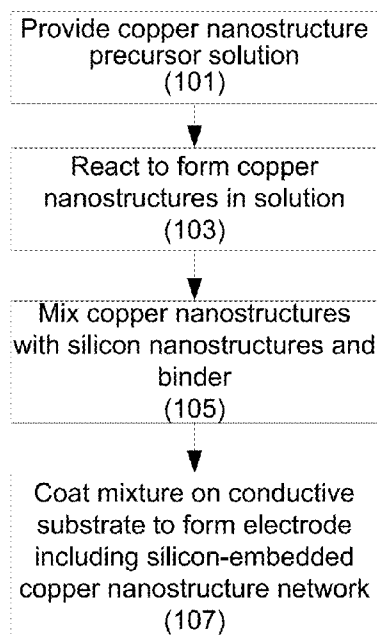 Provide copper nanostructure
precursor solution
(101)
React to form copper
nanostructures in solution
(103)
Mix copper nanostructures
with silicon nanostructures and
binder
(105)
Coat mixture on conductive
substrate to form electrode
including silicon-embedded
copper nanostructure network
(107)